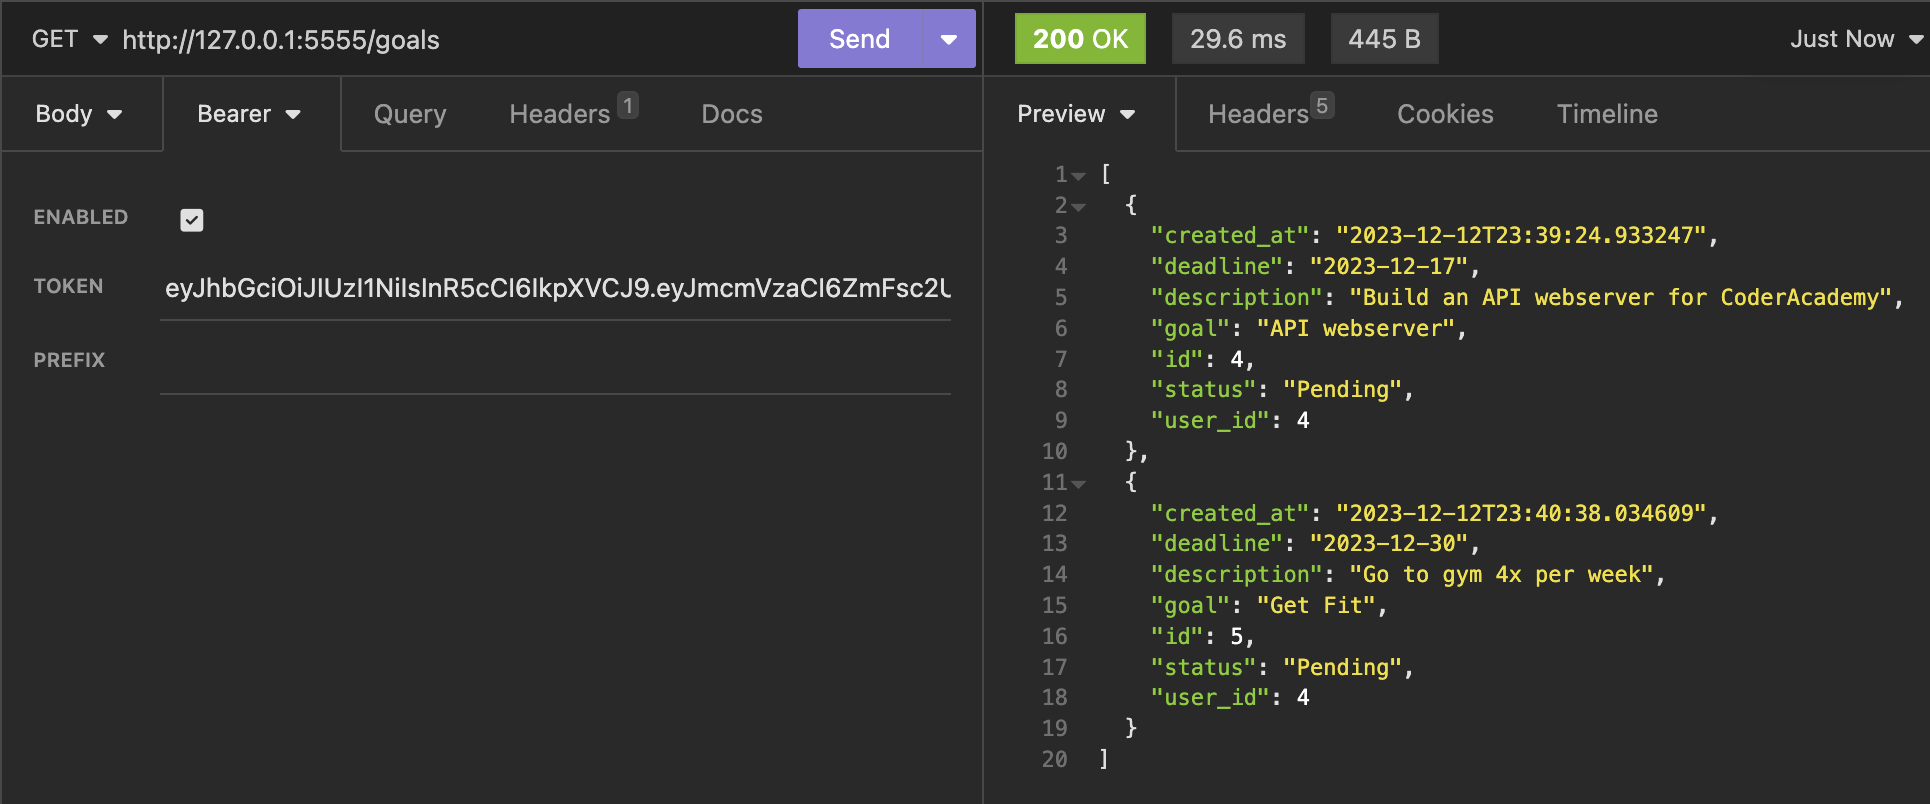 GET http://127.0.0.1:5555/goals Send
Body Bearer Query Headers 1 Docs
ENABLED
TOKEN eyJhbGciOiJIUzI1NiIsInR5cCI6IkpXVCJ9.eyJmcmVzaCI6ZmFsc2U
PREFIX
200 OK 29.6 ms 445 B Just Now
Preview Headers 5 Cookies Timeline
1 [
2 {
3 "created_at": "2023-12-12T23:39:24.933247",
4 "deadline": "2023-12-17",
5 "description": "Build an API webserver for CoderAcademy",
6 "goal": "API webserver",
7 "id": 4,
8 "status": "Pending",
9 "user_id": 4
10 },
11 {
12 "created_at": "2023-12-12T23:40:38.034609",
13 "deadline": "2023-12-30",
14 "description": "Go to gym 4x per week",
15 "goal": "Get Fit",
16 "id": 5,
17 "status": "Pending",
18 "user_id": 4
19 }
20 ]